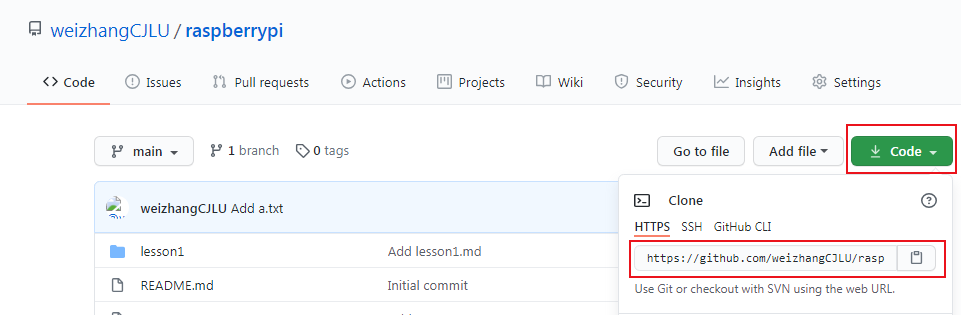 weizhangCJLU / raspberrypi
Code Issues Pull requests Actions Projects Wiki Security Insights Settings
main 1 branch 0 tags Go to file Add file Code
weizhangCJLU Add a.txt
Clone
HTTPS SSH GitHub CLI
lesson1 Add lesson1.md
https://github.com/weizhangCJLU/rasp
README.md Initial commit
Use Git or checkout with SVN using the web URL.